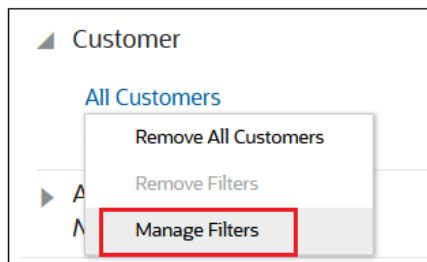 Customer
All Customers
Remove All Customers
Remove Filters
Manage Filters